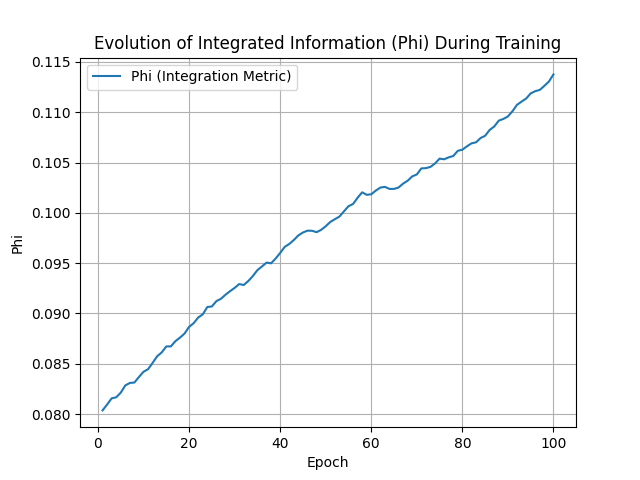 Evolution of Integrated Information (Phi) During Training
Phi (Integration Metric)
0.115
0.110
0.105
0.100
0.095
0.090
0.085
0.080
Phi
0 20 40 60 80 100
Epoch